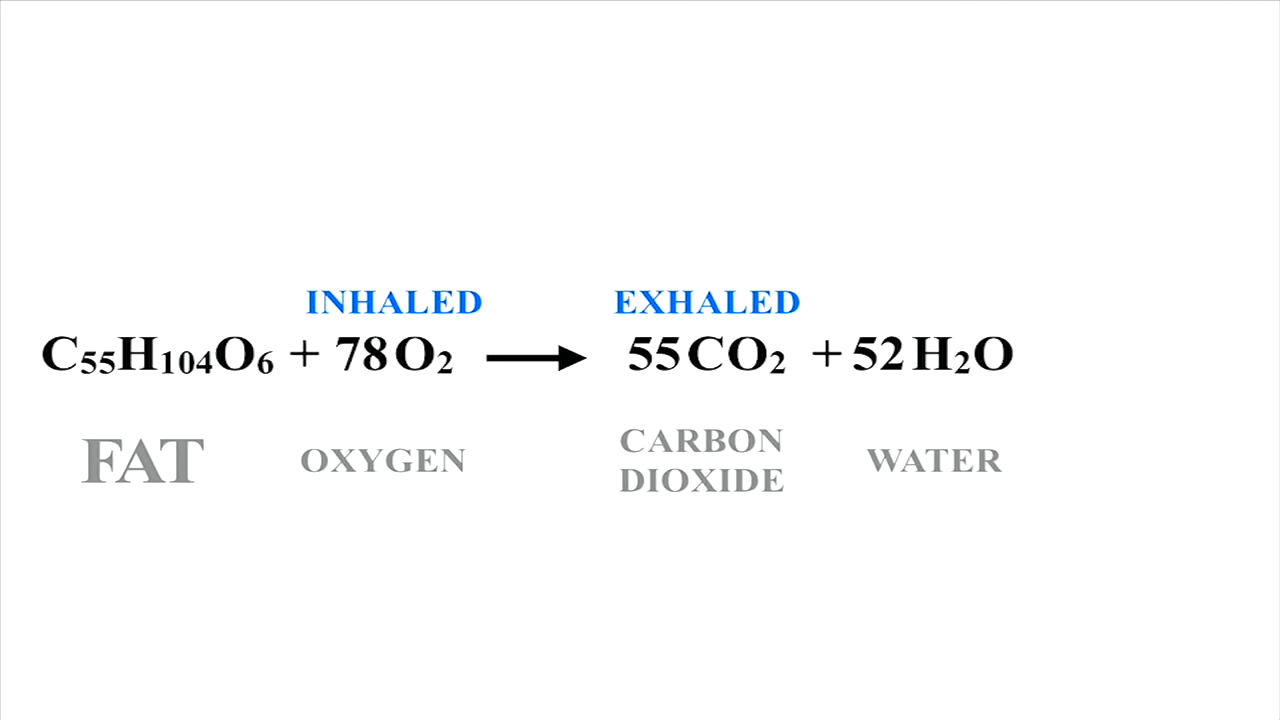 INHALED EXHALED
C₅₅H₁₀₄O₆ + 78 O₂ → 55 CO₂ + 52 H₂O
FAT OXYGEN CARBON DIOXIDE WATER